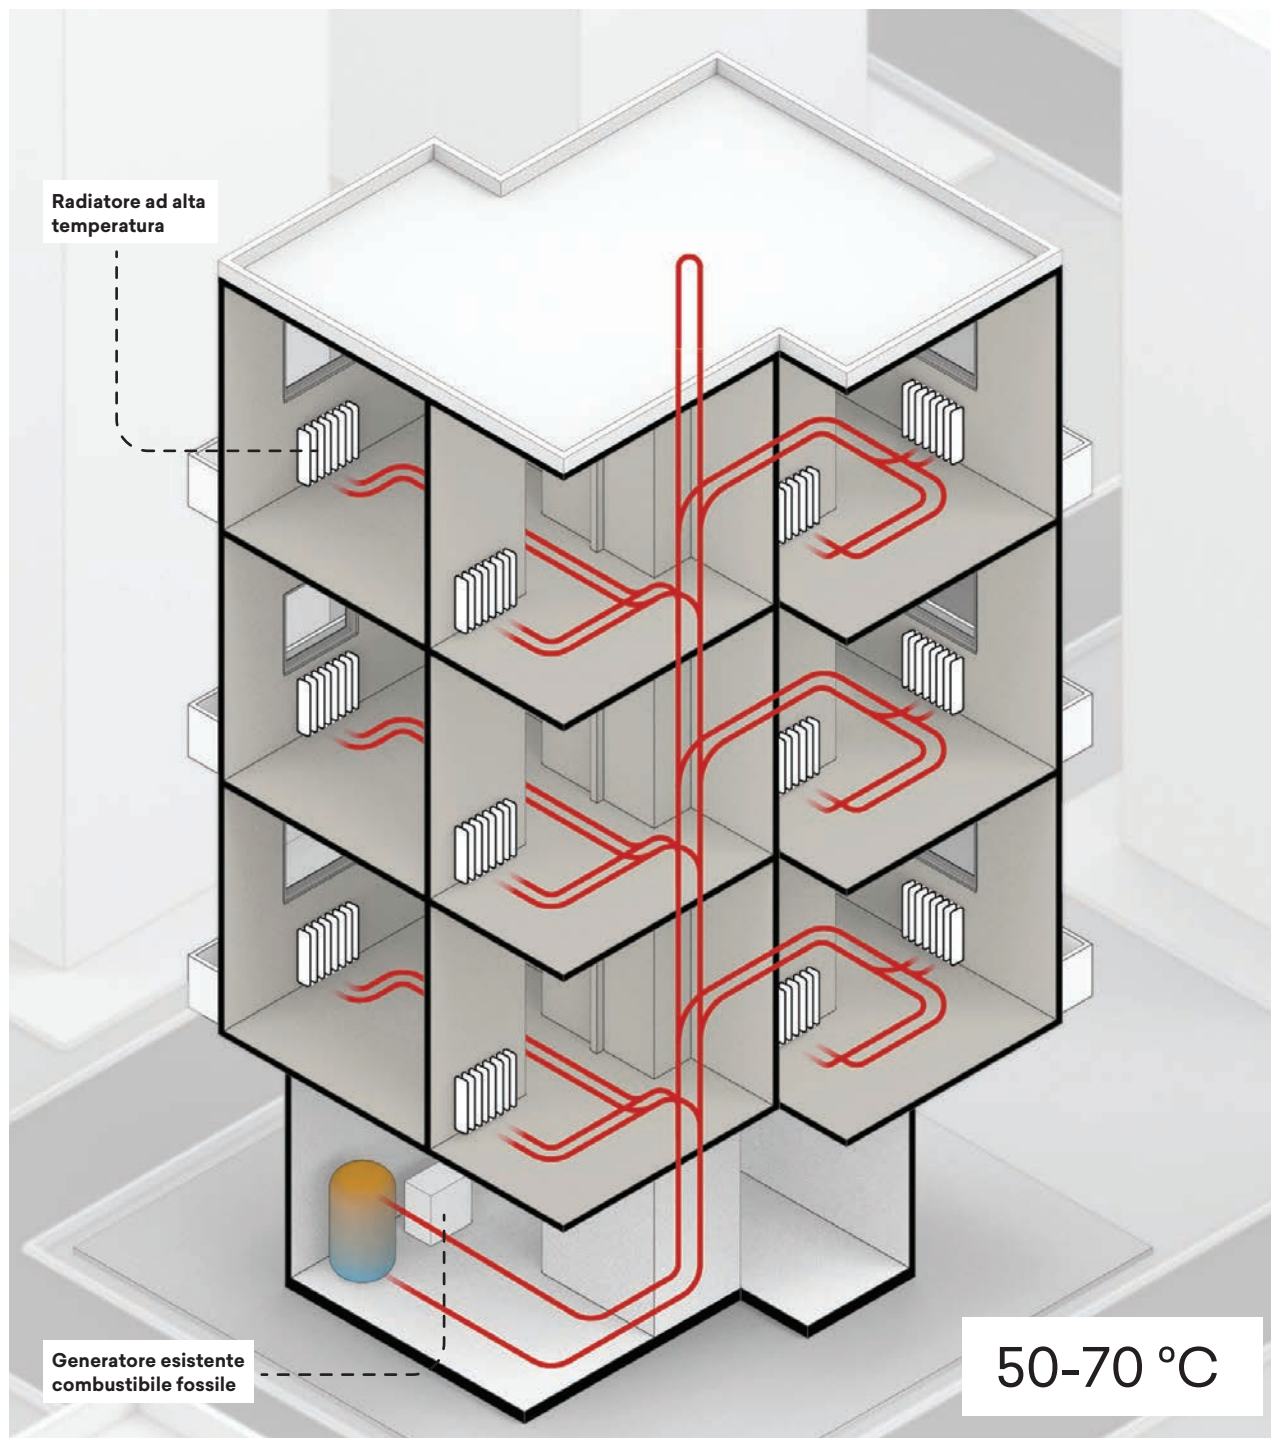 Radiatore ad alta
temperatura
Generatore esistente
combustibile fossile
50-70 °C